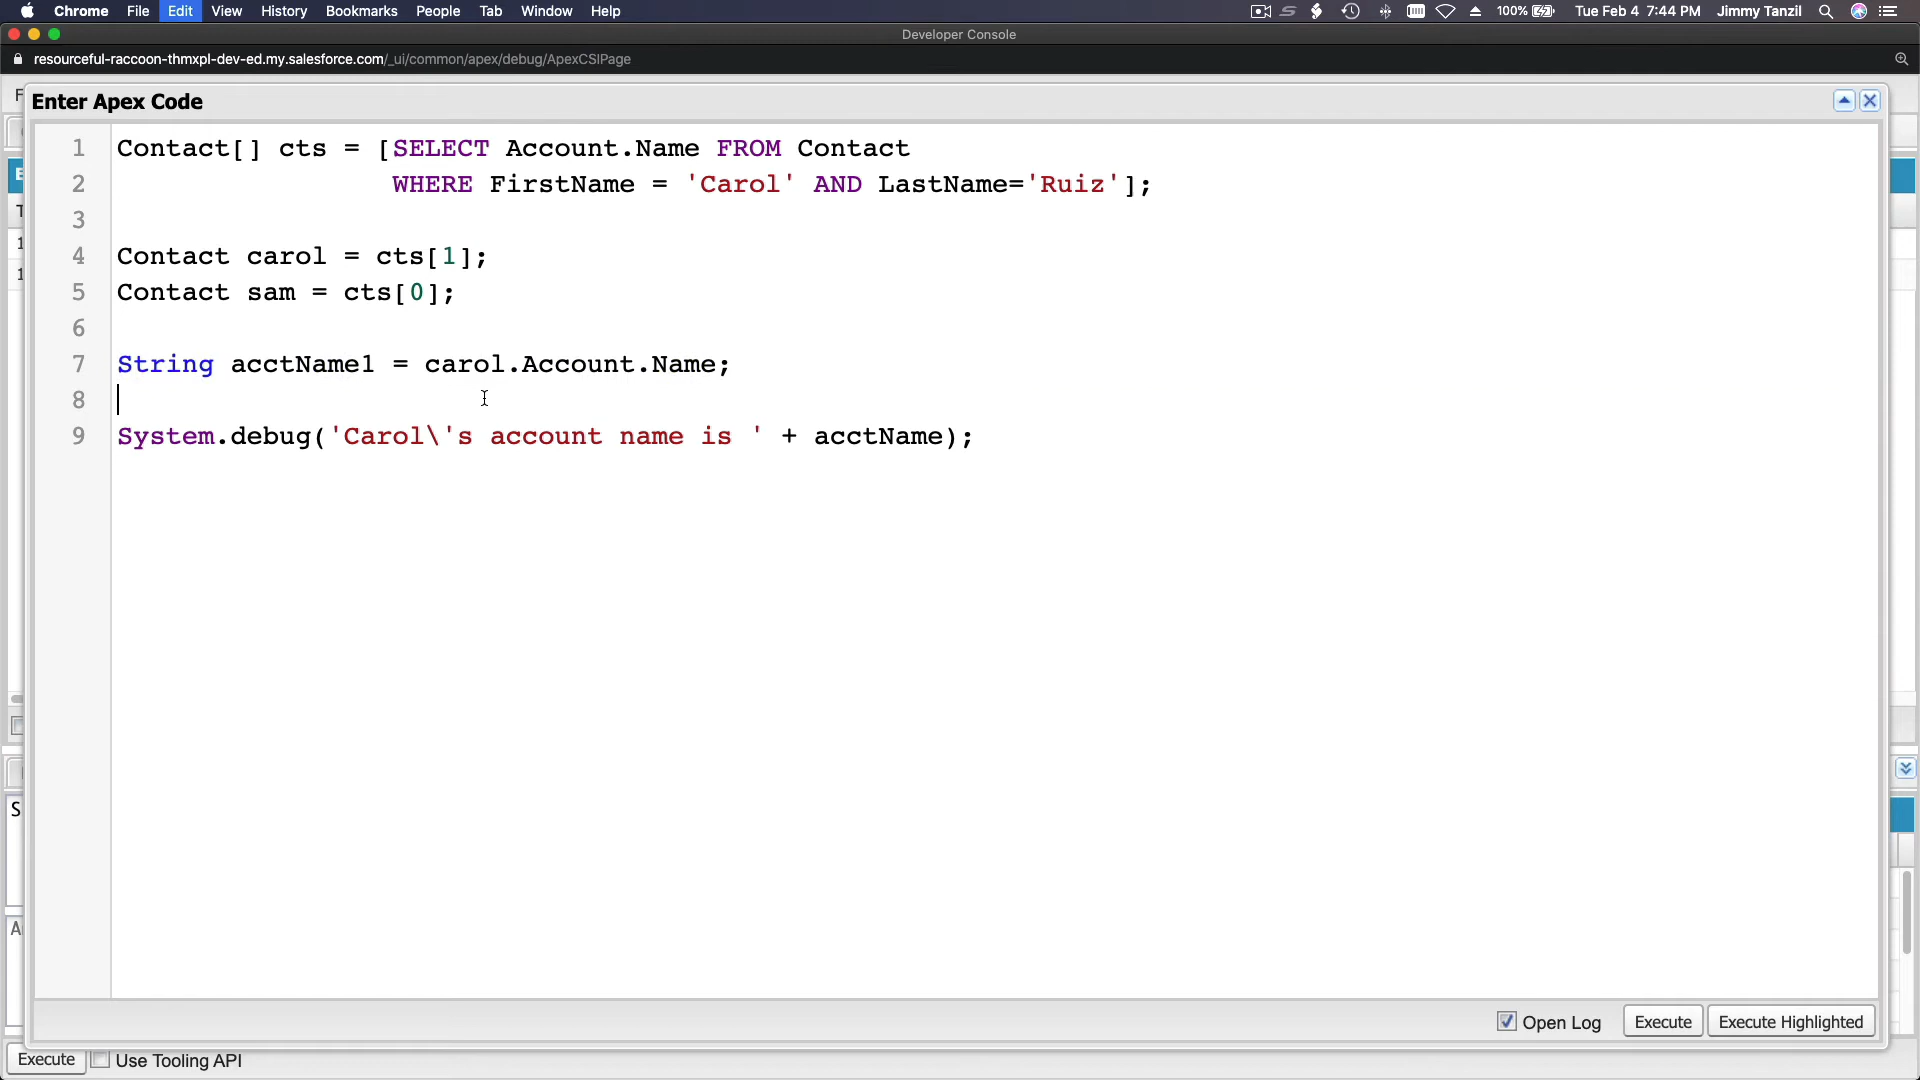 Chrome File Edit View History Bookmarks People Tab Window Help 100% Tue Feb 4 7:44 PM Jimmy Tanzil
Developer Console
resourceful-raccoon-thmxpl-dev-ed.my.salesforce.com/_ui/common/apex/debug/ApexCSIPage
Enter Apex Code
1 Contact[] cts = [SELECT Account.Name FROM Contact
2 WHERE FirstName = 'Carol' AND LastName='Ruiz'];
3
4 Contact carol = cts[1];
5 Contact sam = cts[0];
6
7 String acctName1 = carol.Account.Name;
8
9 System.debug('Carol\'s account name is ' + acctName);
Open Log Execute Execute Highlighted
Execute Use Tooling API